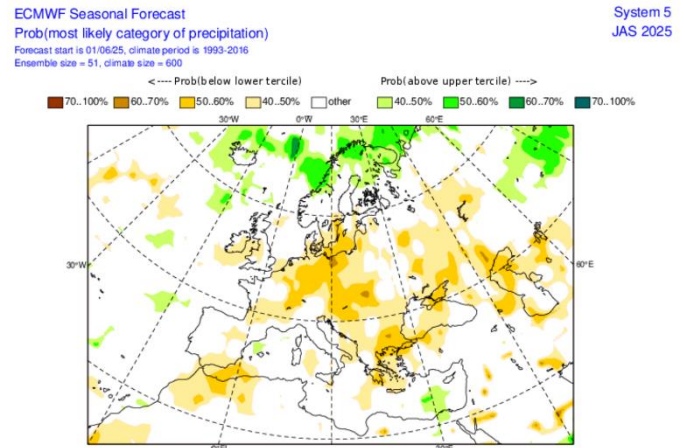 ECMWF Seasonal Forecast
System 5
Prob(most likely category of precipitation)
JAS 2025
Forecast start is 01/06/25, climate period is 1993-2016
Ensemble size = 51, climate size = 600
<---- Prob(below lower tercile)
Prob(above upper tercile) ---->
70..100% 60..70% 50..60% 40..50% other 40..50% 50..60% 60..70% 70..100%
30°W 0°W 30°E 60°E
30°W
60°E